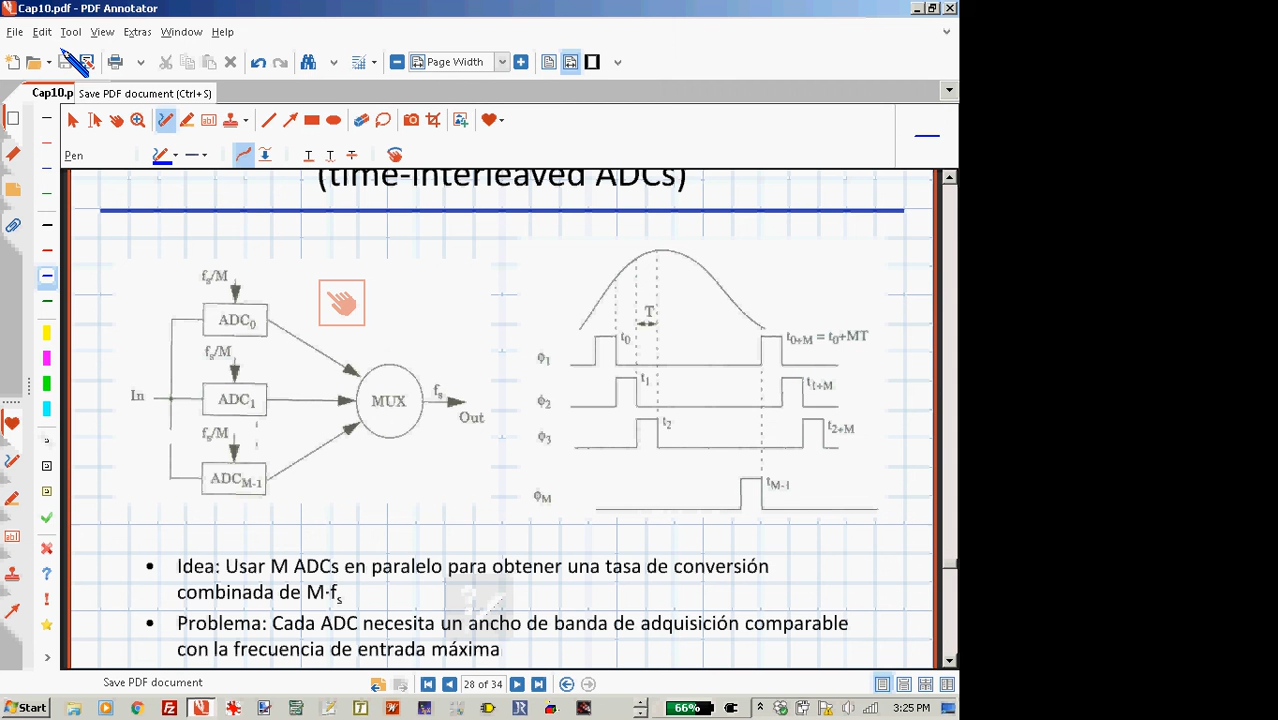 Cap10.pdf - PDF Annotator
File Edit Tool View Extras Window Help
Page Width
Cap10.p
Save PDF document (Ctrl+S)
Pen
(time-interleaved ADCs)
fs/M
ADC0
fs/M
In
ADC1
MUX
fs
Out
fs/M
ADCM-1
T
ϕ1
t0
t0+M = t0+MT
ϕ2
t1
t1+M
ϕ3
t2
t2+M
ϕM
tM-1
• Idea: Usar M ADCs en paralelo para obtener una tasa de conversión
combinada de M·fs
• Problema: Cada ADC necesita un ancho de banda de adquisición comparable
con la frecuencia de entrada máxima
Save PDF document
28 of 34
Start
66%
3:25 PM